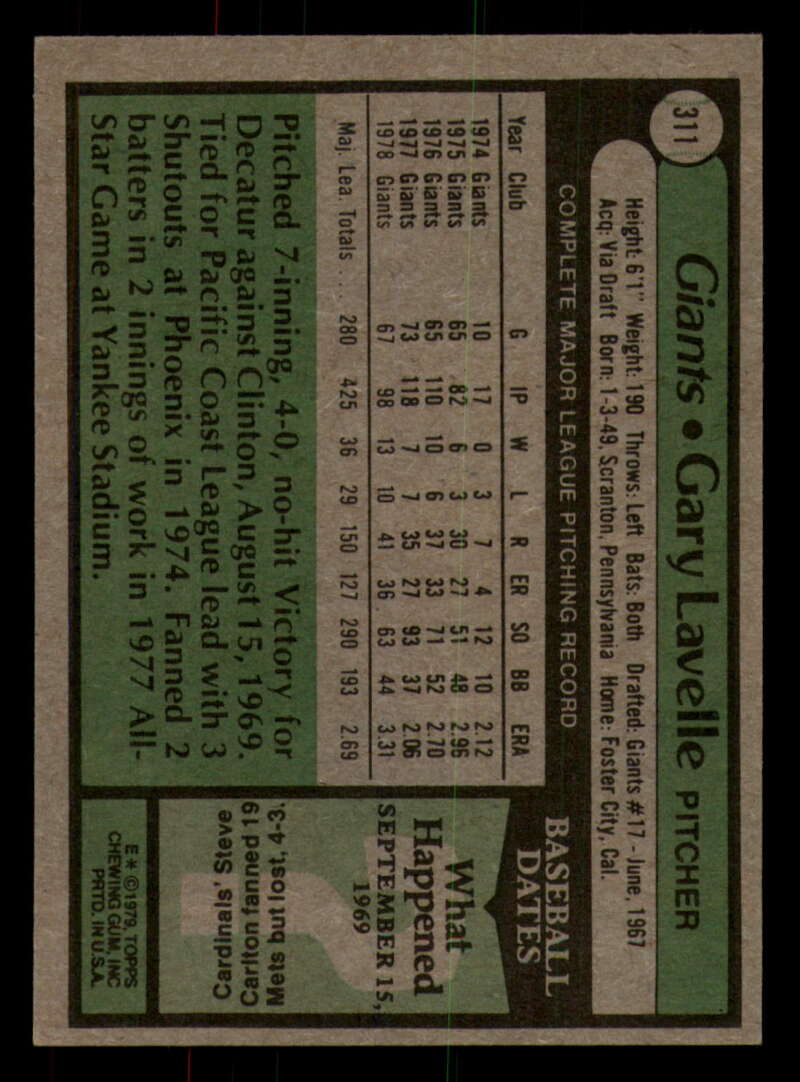 311
Giants • Gary Lavelle PITCHER
Height: 6'1" Weight: 190 Throws: Left Bats: Both Drafted: Giants #17 - June, 1967
Acq: Via Draft Born: 1-3-49, Scranton, Pennsylvania Home: Foster City, Cal.
COMPLETE MAJOR LEAGUE PITCHING RECORD
Year Club G IP W L R ER SO BB ERA
1974 Giants 10 17 0 3 7 4 12 10 2.12
1975 Giants 65 82 6 3 30 27 51 48 2.96
1976 Giants 65 110 10 6 37 33 71 52 2.70
1977 Giants 73 118 7 7 35 27 93 37 2.06
1978 Giants 67 98 13 10 41 36 63 44 3.31
Maj. Lea. Totals . . 280 425 36 29 150 127 290 193 2.69
Pitched 7-inning, 4-0, no-hit Victory for
Decatur against Clinton, August 15, 1969.
Tied for Pacific Coast League lead with 3
Shutouts at Phoenix in 1974. Fanned 2
batters in 2 innings of work in 1977 All-
Star Game at Yankee Stadium.
BASEBALL
DATES
What
Happened
SEPTEMBER 15,
1969
Cardinals' Steve
Carlton fanned 19
Mets but lost, 4-3.
E * © 1979, TOPPS
CHEWING GUM, INC
PRTD. IN U.S.A.